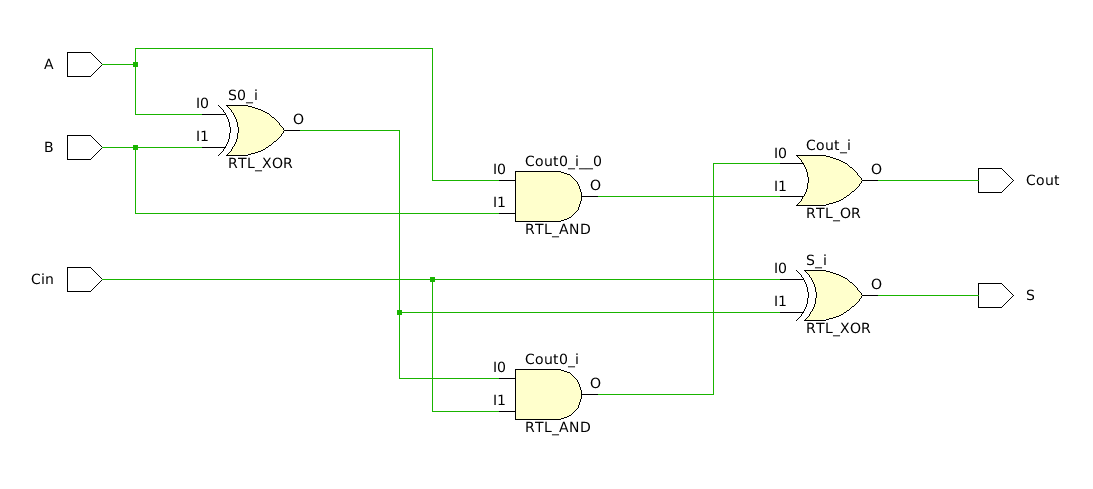 A
I0
S0_i
O
I1
RTL_XOR
B
I0
Cout0_i__0
O
I1
RTL_AND
I0
Cout_i
O
I1
RTL_OR
Cout
Cin
I0
S_i
O
I1
RTL_XOR
S
I0
Cout0_i
O
I1
RTL_AND